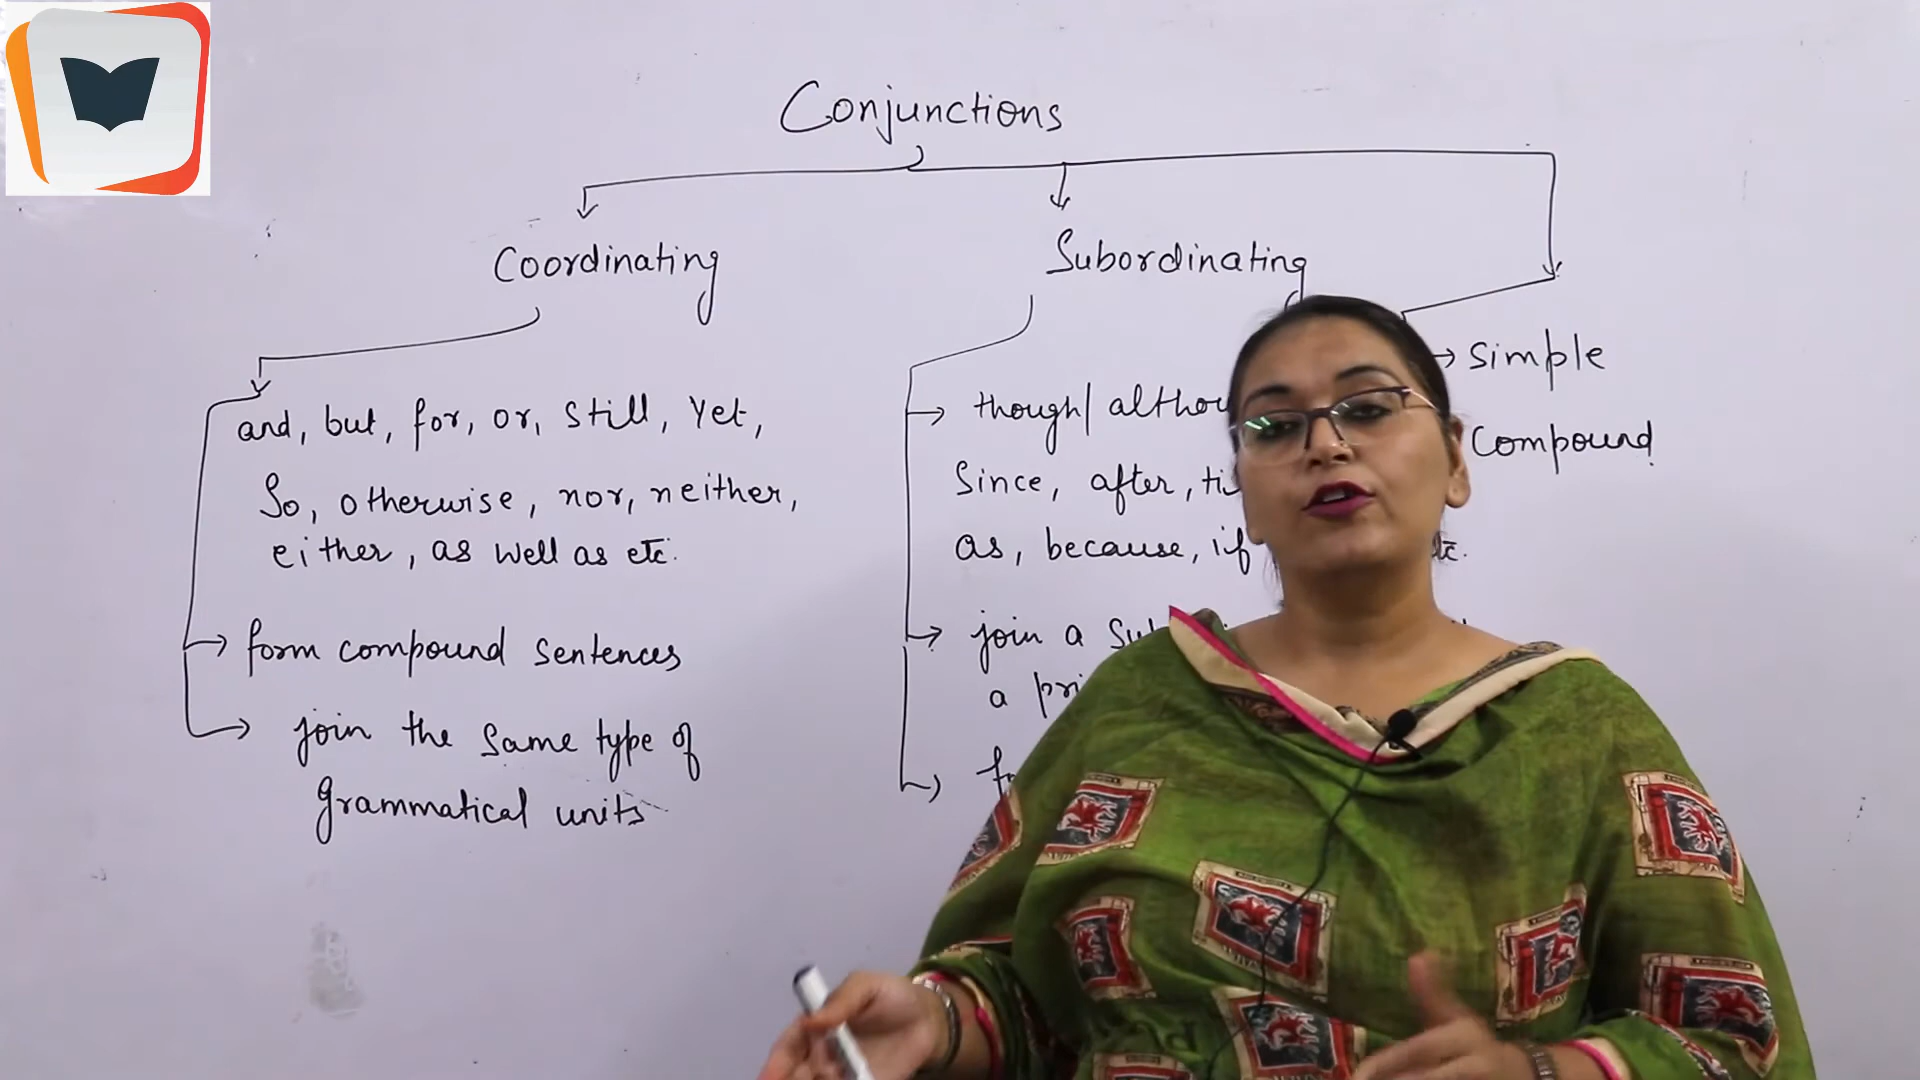 Conjunctions
Coordinating
and, but, for, or, still, yet,
So, otherwise, nor, neither,
either, as well as etc.
form compound sentences
join the same type of
grammatical units
Subordinating
though/
Since, after,
as, because, if etc.
join a
a
Simple
Compound